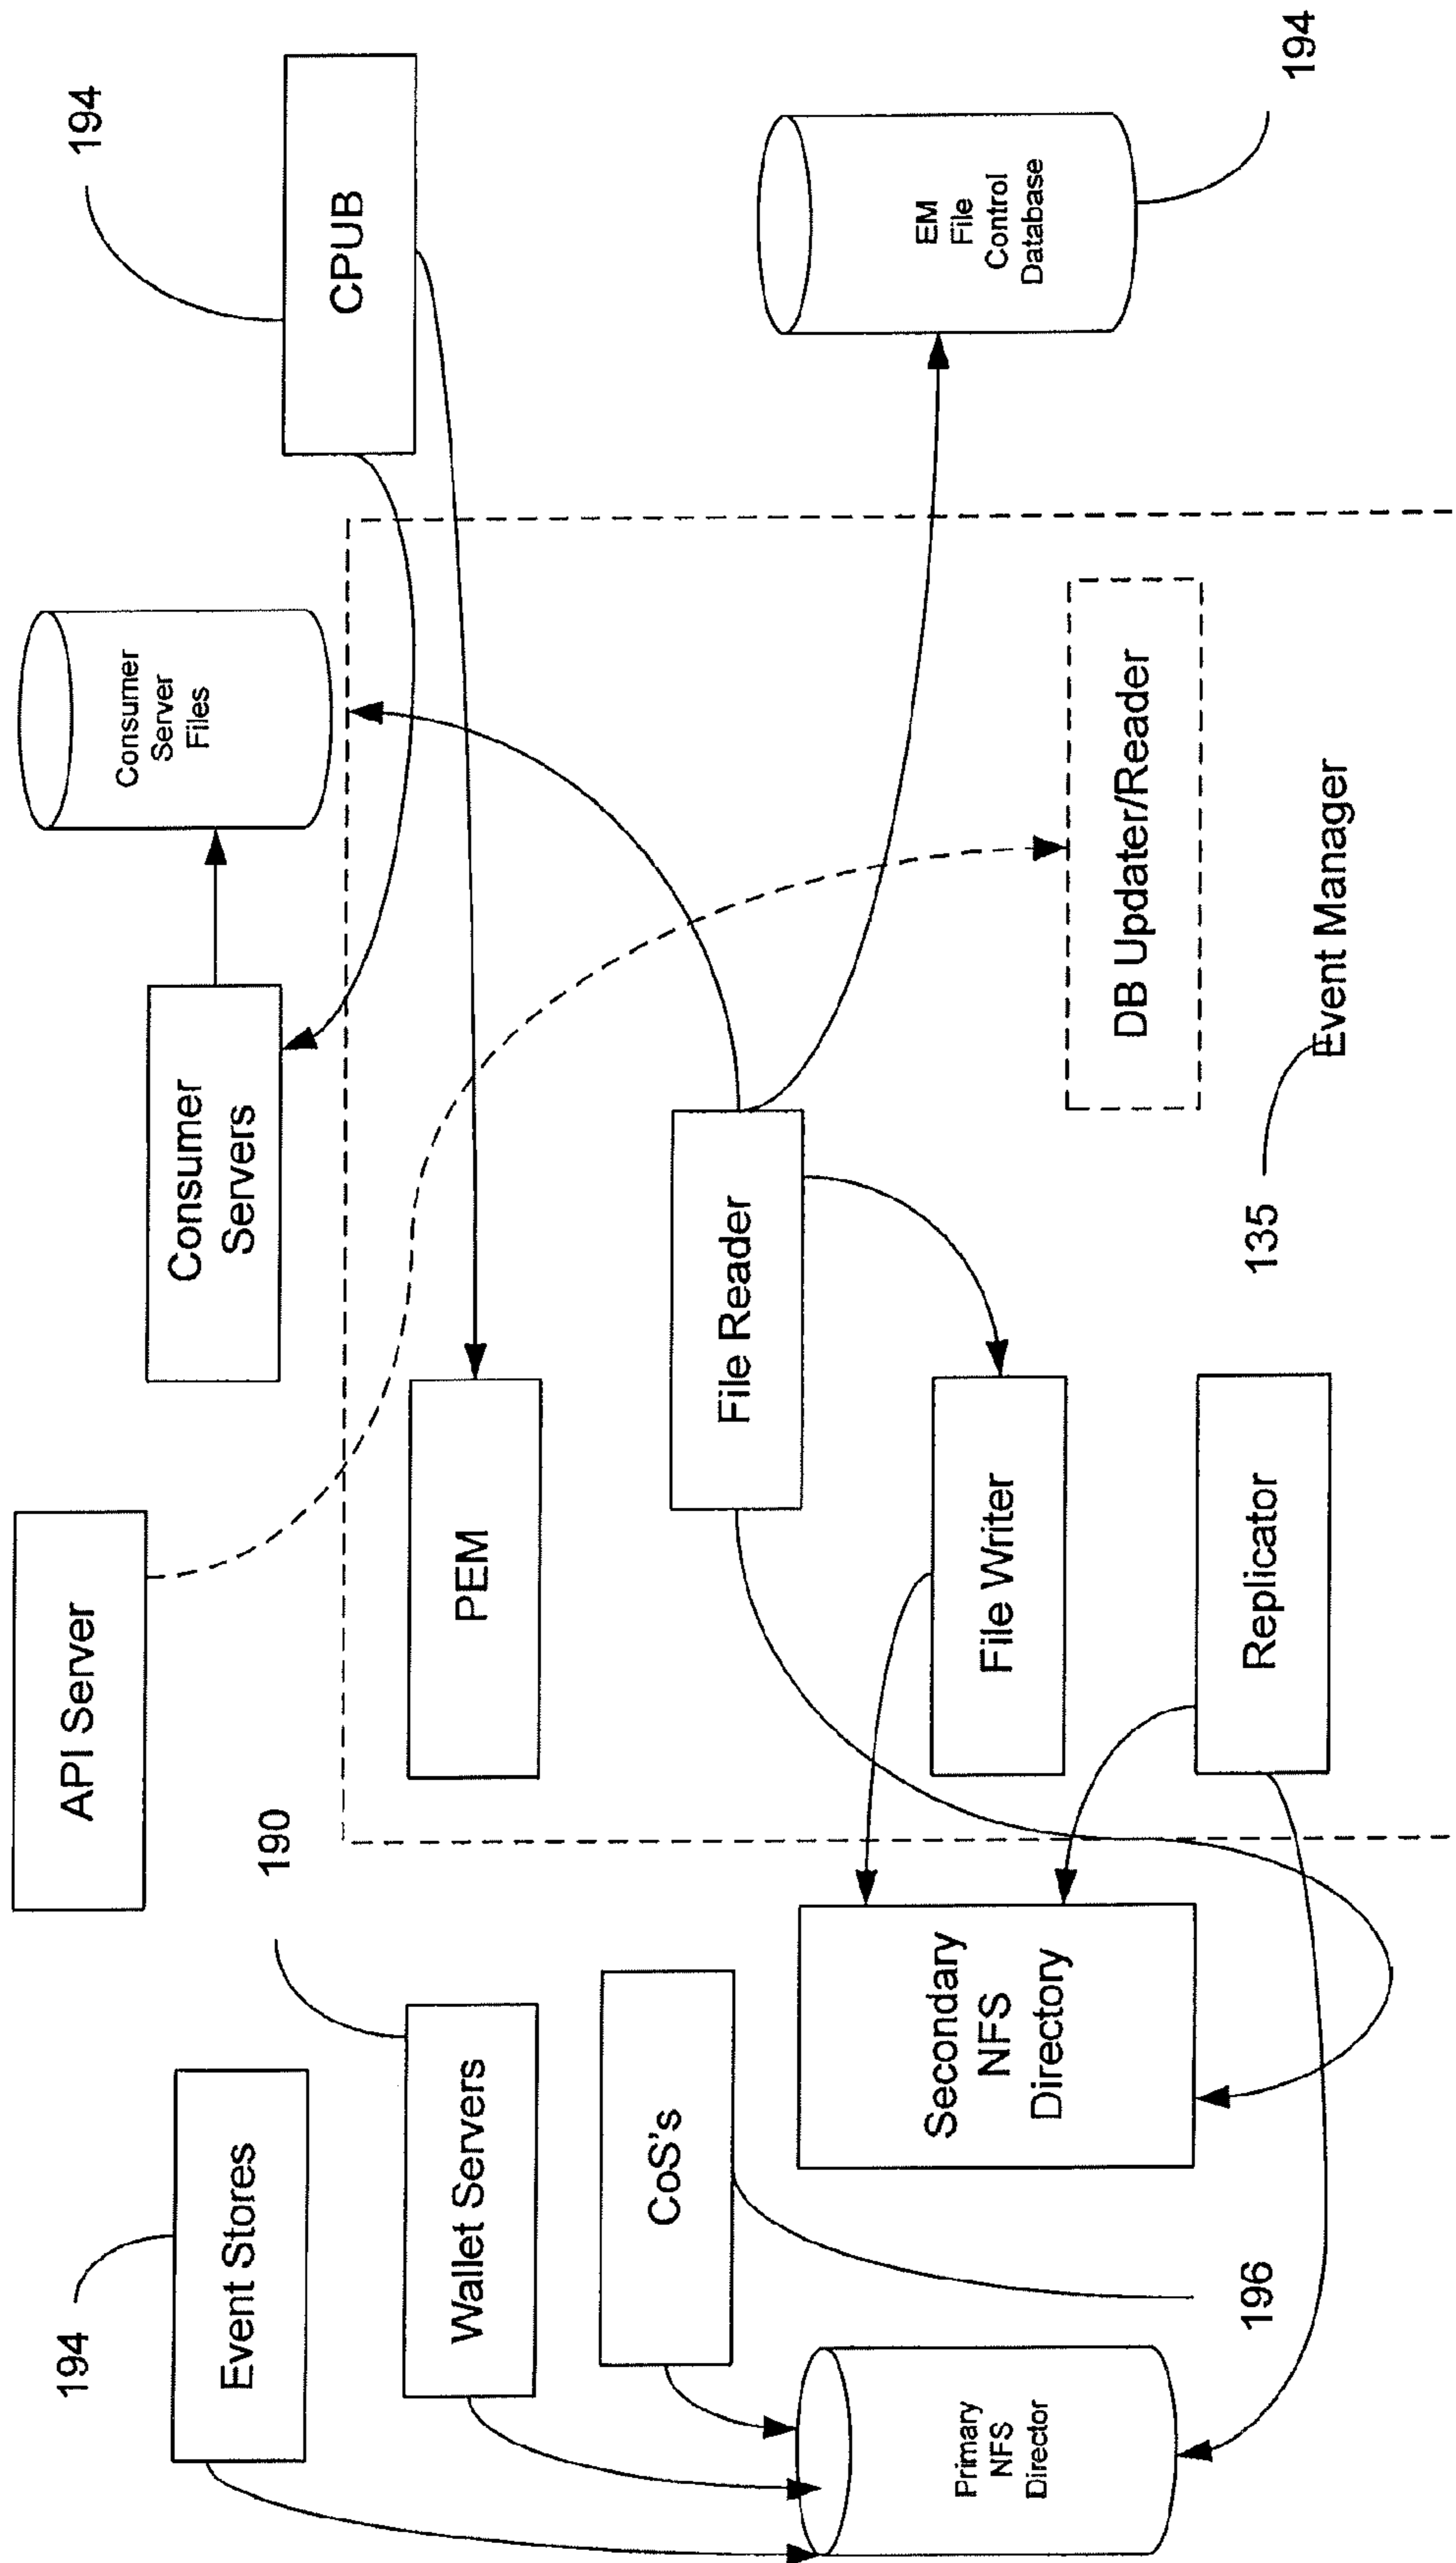 194
Event Stores
190
Wallet Servers
CoS's
196
Primary
NFS
Director
Secondary
NFS
Directory
API Server
PEM
File Reader
File Writer
Replicator
Consumer
Servers
Consumer
Server
Files
194
CPUB
EM
File
Control
Database
194
DB Updater/Reader
135
Event Manager